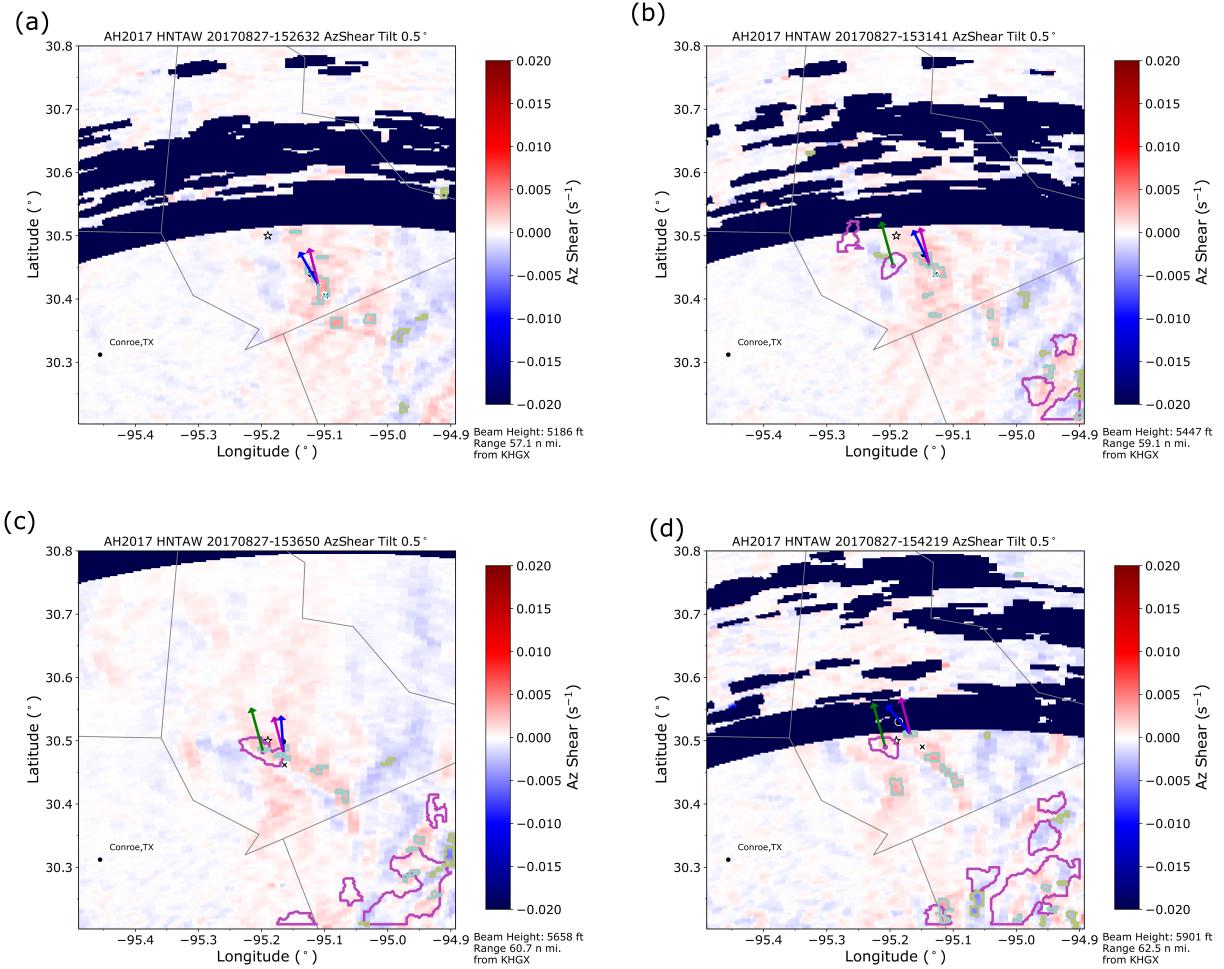 (a)
AH2017 HNTAW 20170827-152632 AzShear Tilt 0.5°
30.8
30.7
30.6
30.5
30.4
30.3
Latitude (°)
Conroe,TX
−95.4
−95.3
−95.2
−95.1
−95.0
−94.9
Longitude (°)
0.020
0.015
0.010
0.005
0.000
−0.005
−0.010
−0.015
−0.020
Az Shear (s⁻¹)
Beam Height: 5186 ft
Range 57.1 n mi.
from KHGX
(b)
AH2017 HNTAW 20170827-153141 AzShear Tilt 0.5°
30.8
30.7
30.6
30.5
30.4
30.3
Latitude (°)
Conroe,TX
−95.4
−95.3
−95.2
−95.1
−95.0
−94.9
Longitude (°)
0.020
0.015
0.010
0.005
0.000
−0.005
−0.010
−0.015
−0.020
Az Shear (s⁻¹)
Beam Height: 5447 ft
Range 59.1 n mi.
from KHGX
(c)
AH2017 HNTAW 20170827-153650 AzShear Tilt 0.5°
30.8
30.7
30.6
30.5
30.4
30.3
Latitude (°)
Conroe,TX
−95.4
−95.3
−95.2
−95.1
−95.0
−94.9
Longitude (°)
0.020
0.015
0.010
0.005
0.000
−0.005
−0.010
−0.015
−0.020
Az Shear (s⁻¹)
Beam Height: 5658 ft
Range 60.7 n mi.
from KHGX
(d)
AH2017 HNTAW 20170827-154219 AzShear Tilt 0.5°
30.8
30.7
30.6
30.5
30.4
30.3
Latitude (°)
Conroe,TX
−95.4
−95.3
−95.2
−95.1
−95.0
−94.9
Longitude (°)
0.020
0.015
0.010
0.005
0.000
−0.005
−0.010
−0.015
−0.020
Az Shear (s⁻¹)
Beam Height: 5901 ft
Range 62.5 n mi.
from KHGX